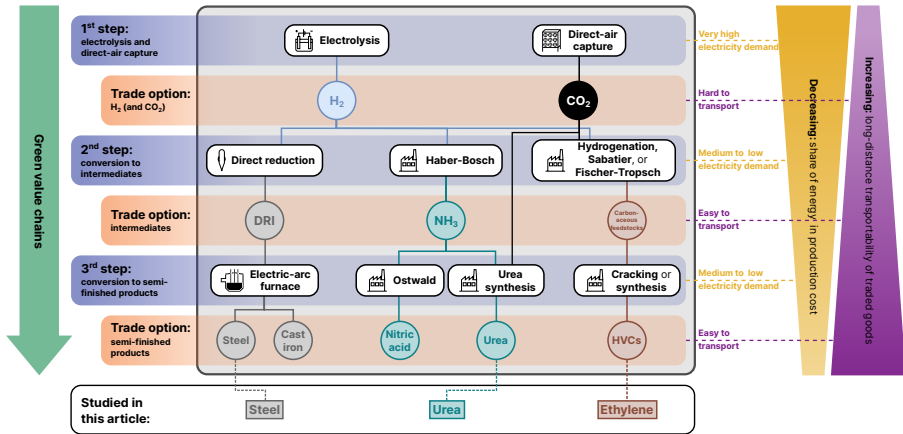 Green value chains
1st step:
electrolysis and
direct-air capture
Electrolysis
Direct-air
capture
Very high
electricity demand
Trade option:
H₂ (and CO₂)
H₂
CO₂
Hard to
transport
2nd step:
conversion to
intermediates
Direct reduction
Haber-Bosch
Hydrogenation,
Sabatier, or
Fischer-Tropsch
Medium to low
electricity demand
Trade option:
intermediates
DRI
NH₃
Carbon-
aceous
feedstocks
Easy to
transport
3rd step:
conversion to semi-
finished products
Electric-arc
furnace
Ostwald
Urea
synthesis
Cracking or
synthesis
Medium to low
electricity demand
Trade option:
semi-finished
products
Steel
Cast
iron
Nitric
acid
Urea
HVCs
Easy to
transport
Studied in
this article:
Steel
Urea
Ethylene
Decreasing: share of energy in production cost
Increasing: long-distance transportability of traded goods